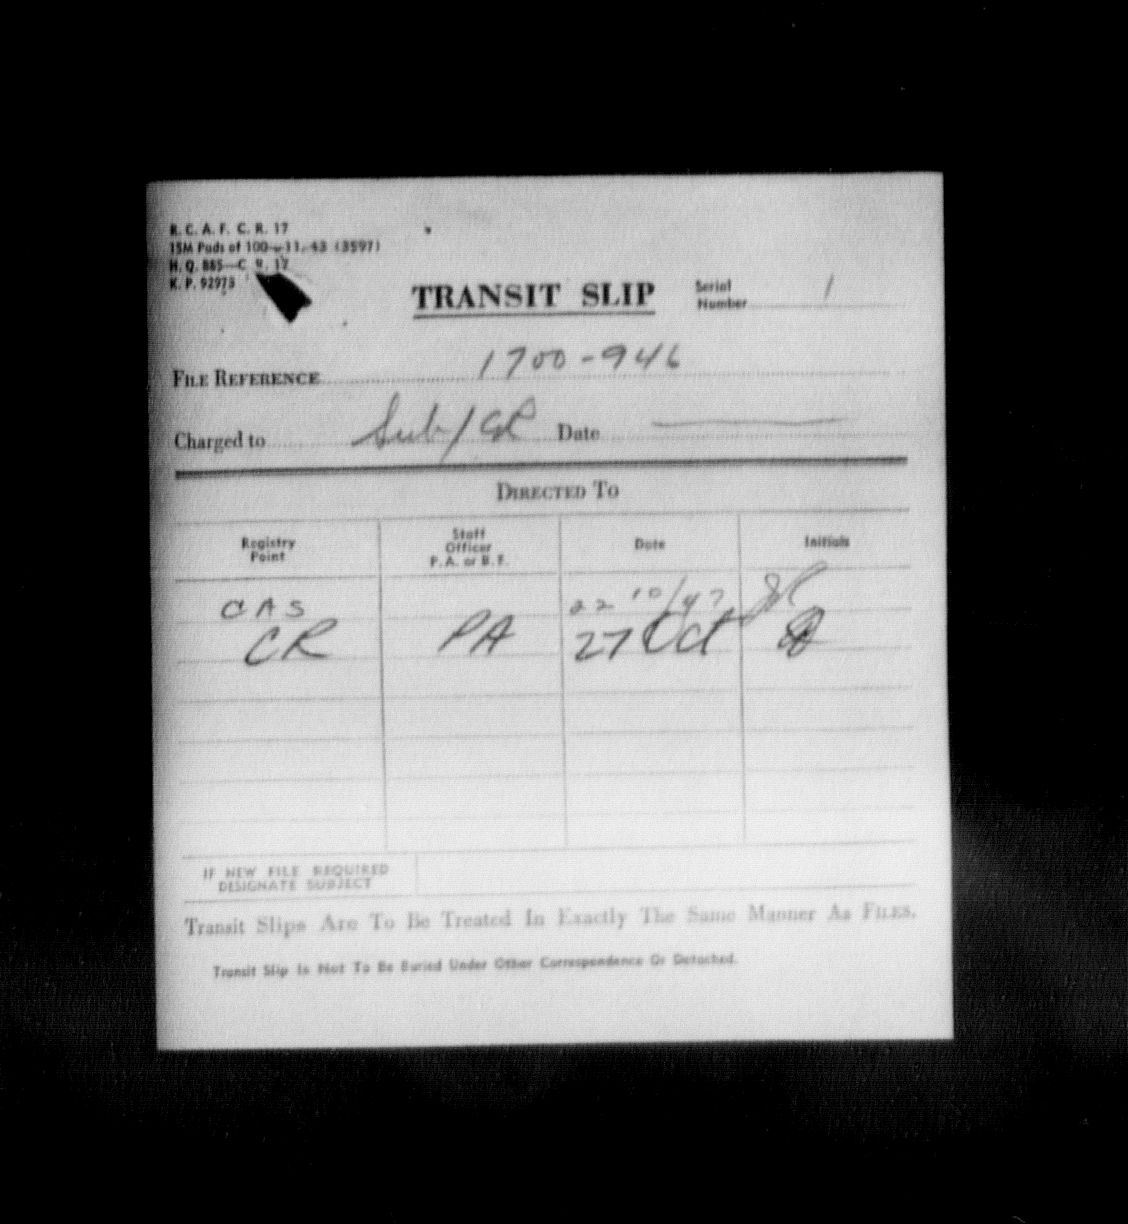 R. C. A. F. C. R. 17
15M Pads of 100—11-43 (3597)
H. Q. 885—C. R. 17
K. P. 92973
TRANSIT SLIP
Serial Number 1
FILE REFERENCE 1700-946
Charged to Sub/CR Date
DIRECTED TO
Registry Point Staff Officer P. A. or B. F. Date Initials
CAS 22 10/47
CR PA 27 Oct
IF NEW FILE REQUIRED
DESIGNATE SUBJECT
Transit Slips Are To Be Treated In Exactly The Same Manner As FILES.
Transit Slip Is Not To Be Buried Under Other Correspondence Or Detached.